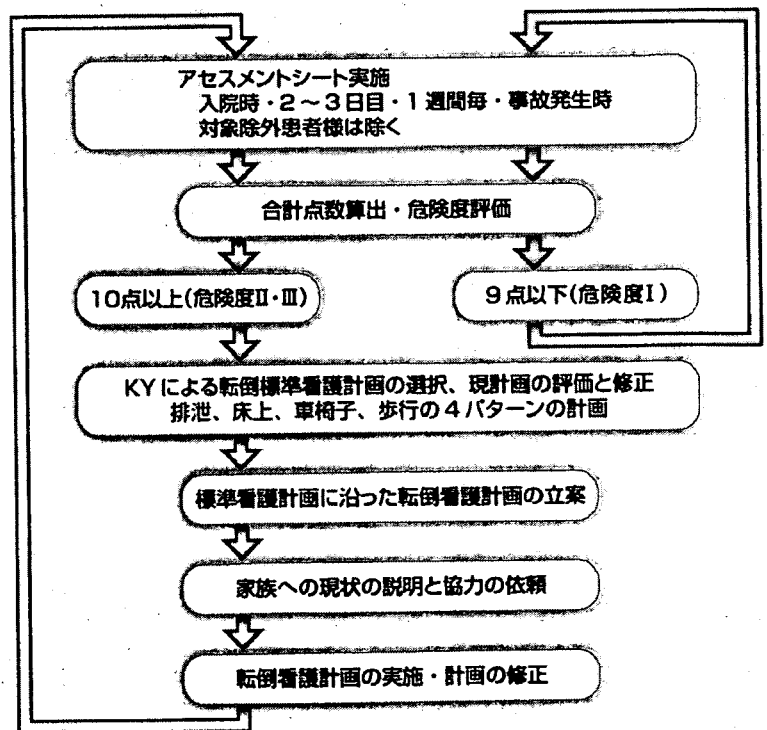 アセスメントシート実施
入院時・2～3日目・1週間毎・事故発生時
対象除外患者様は除く
合計点数算出・危険度評価
10点以上(危険度Ⅱ・Ⅲ)
9点以下(危険度Ⅰ)
KYによる転倒標準看護計画の選択、現計画の評価と修正
排泄、床上、車椅子、歩行の4パターンの計画
標準看護計画に沿った転倒看護計画の立案
家族への現状の説明と協力の依頼
転倒看護計画の実施・計画の修正